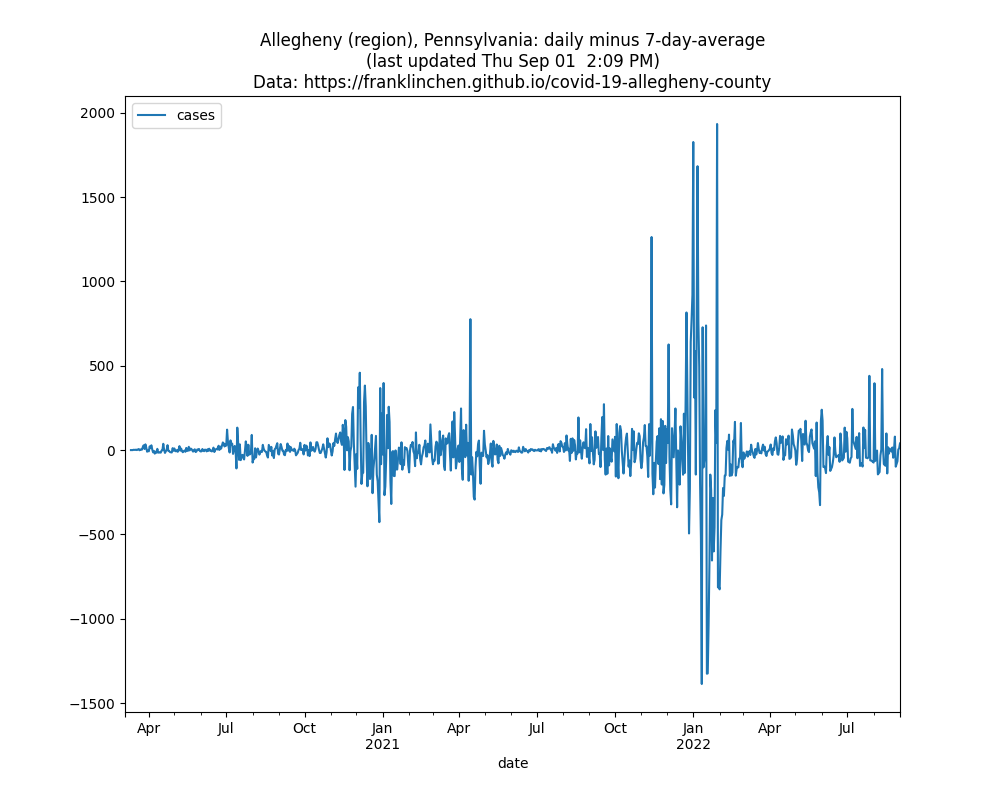 Allegheny (region), Pennsylvania: daily minus 7-day-average
(last updated Thu Sep 01  2:09 PM)
Data: https://franklinchen.github.io/covid-19-allegheny-county
cases
2000
1500
1000
500
0
−500
−1000
−1500
Apr Jul Oct Jan Apr Jul Oct Jan Apr Jul
2021 2022
date